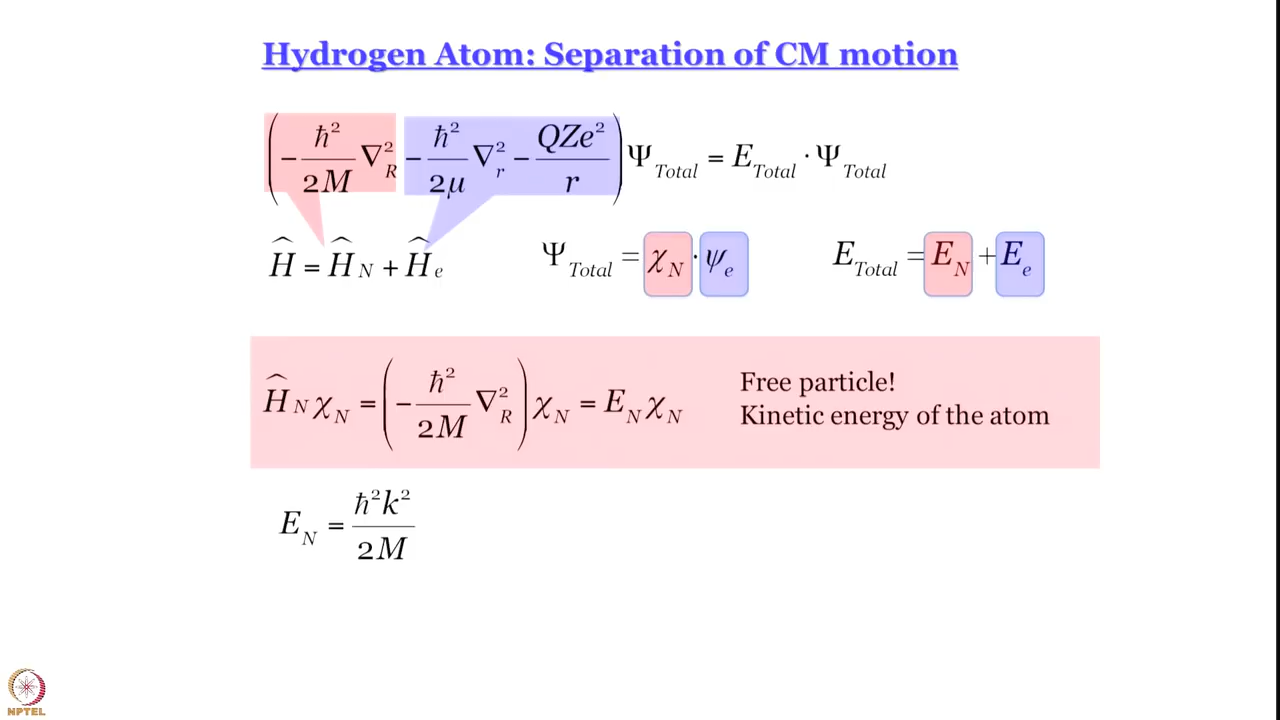 Hydrogen Atom: Separation of CM motion
(−ħ²/2M ∇²_R − ħ²/2μ ∇²_r − QZe²/r) Ψ_Total = E_Total · Ψ_Total
Ĥ = Ĥ_N + Ĥ_e    Ψ_Total = χ_N · ψ_e    E_Total = E_N + E_e
Ĥ_N χ_N = (−ħ²/2M ∇²_R) χ_N = E_N χ_N
Free particle!
Kinetic energy of the atom
E_N = ħ²k²/2M
NPTEL